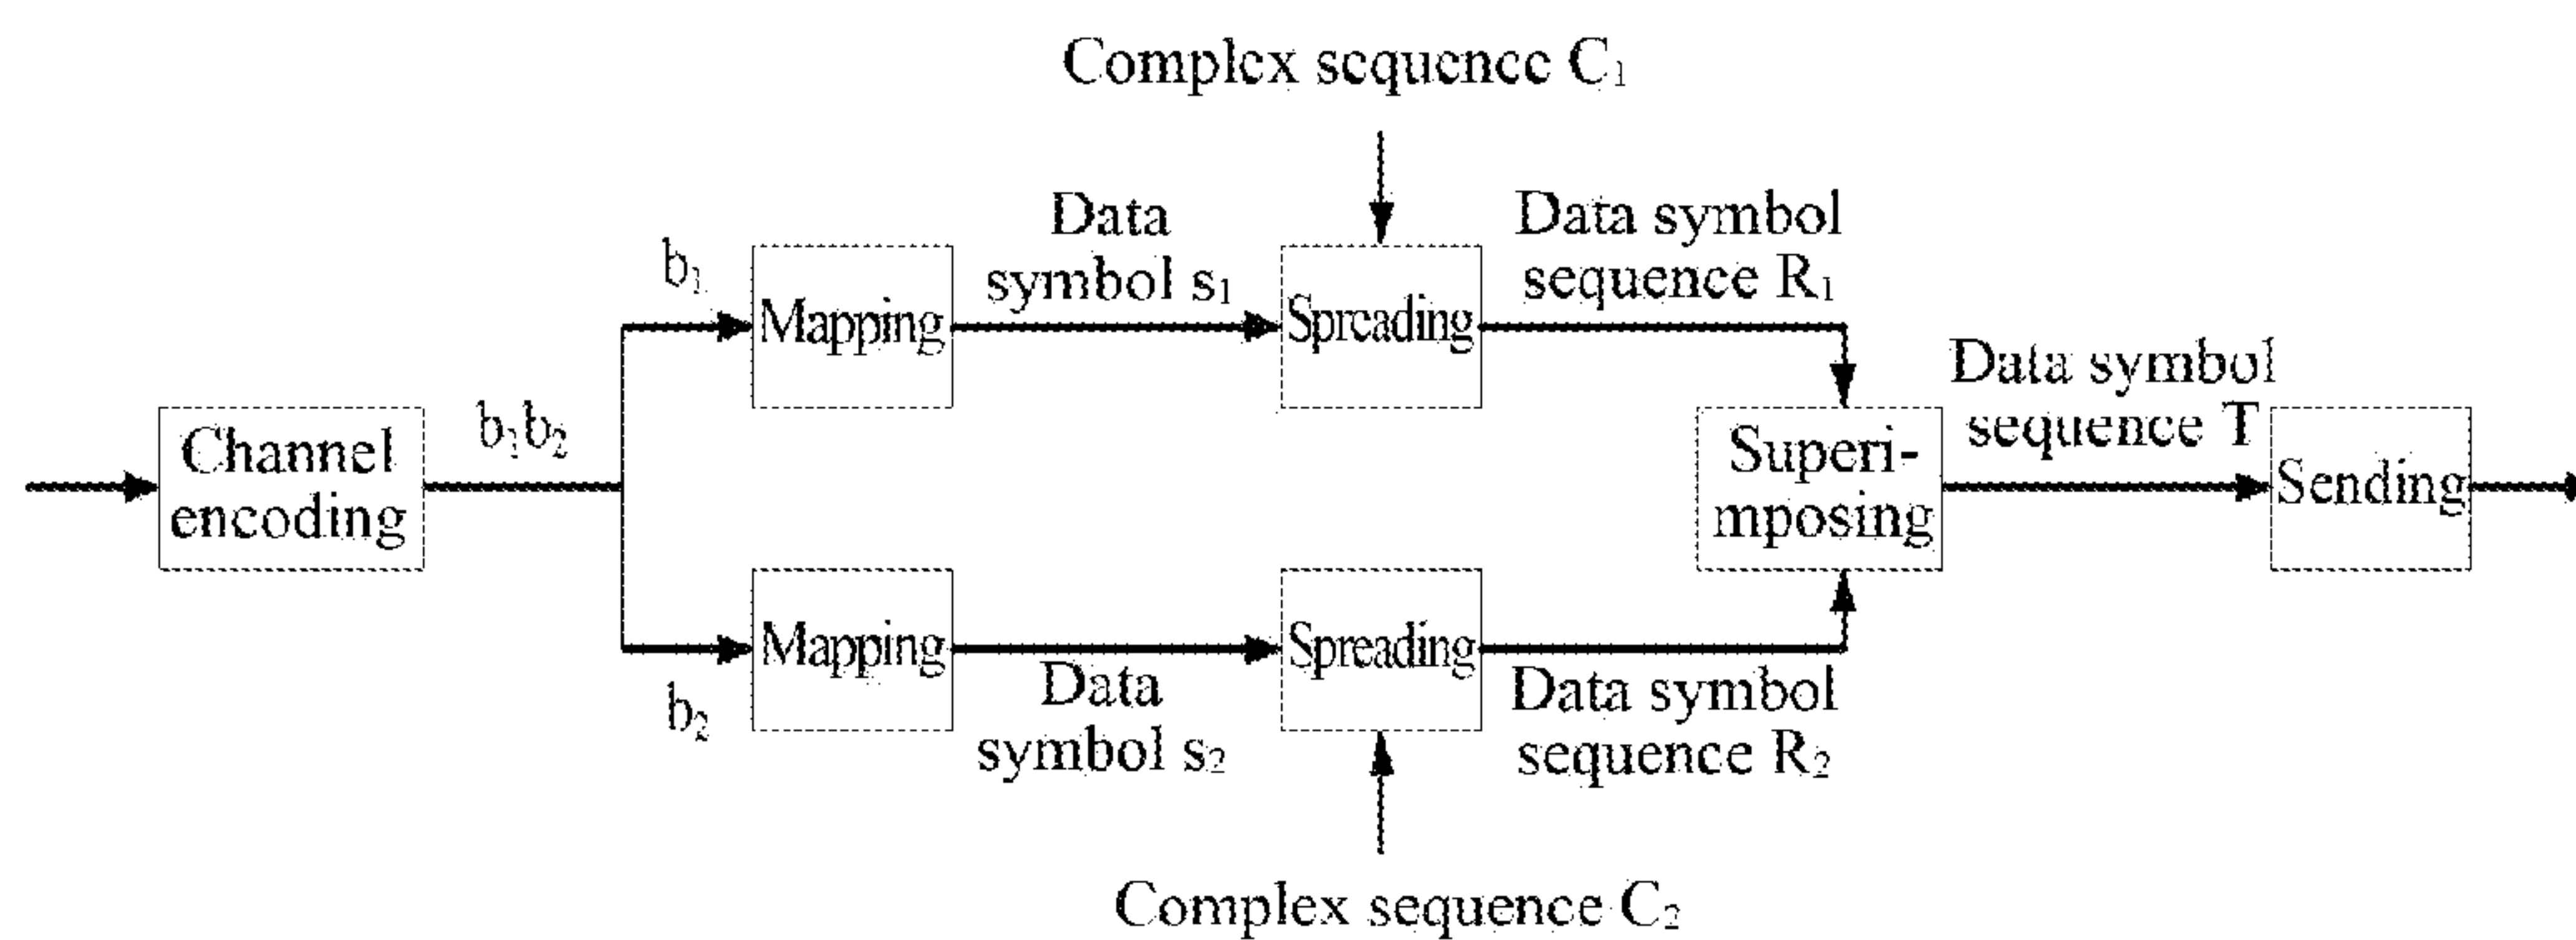 Complex sequence C₁
Data
symbol s₁
Data symbol
sequence R₁
b₁
Mapping
Spreading
Data symbol
sequence T
Channel
encoding
b₁b₂
Superi-
mposing
Sending
Mapping
Spreading
b₂
Data
symbol s₂
Data symbol
sequence R₂
Complex sequence C₂